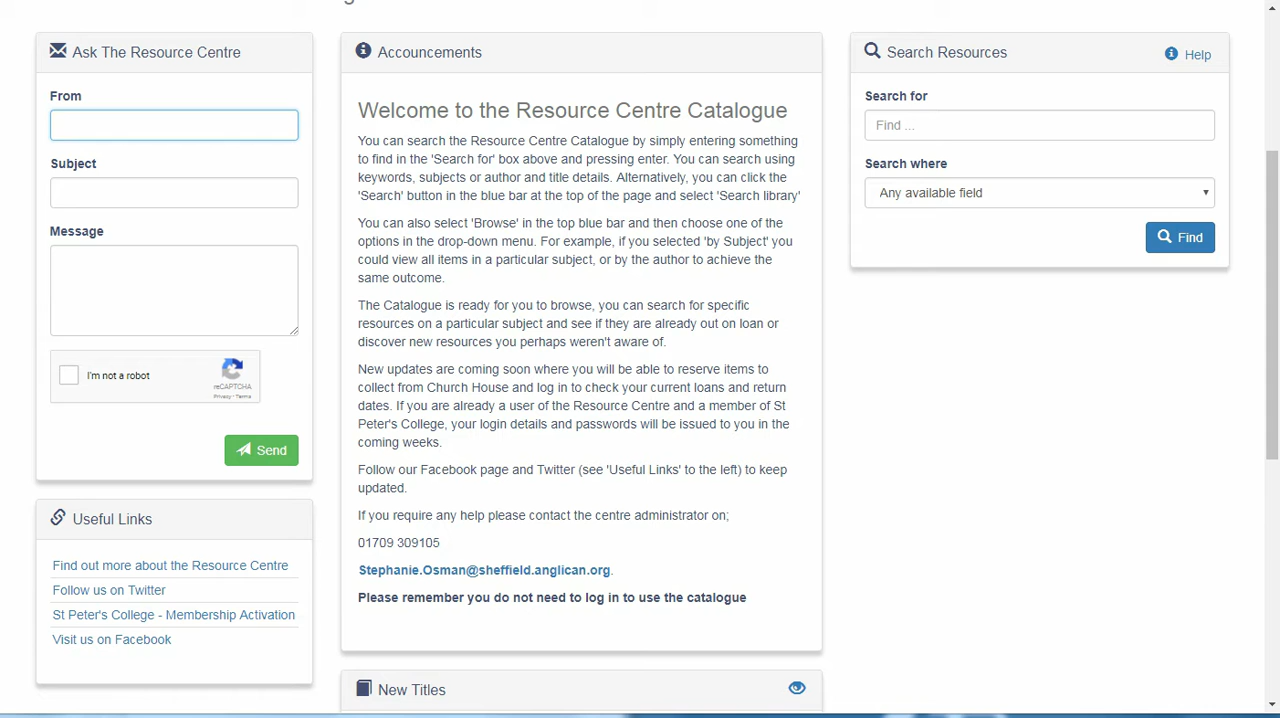 Ask The Resource Centre
From
Subject
Message
I'm not a robot
reCAPTCHA
Privacy - Terms
Send
Useful Links
Find out more about the Resource Centre
Follow us on Twitter
St Peter's College - Membership Activation
Visit us on Facebook
Accouncements
Welcome to the Resource Centre Catalogue
You can search the Resource Centre Catalogue by simply entering something
to find in the 'Search for' box above and pressing enter. You can search using
keywords, subjects or author and title details. Alternatively, you can click the
'Search' button in the blue bar at the top of the page and select 'Search library'
You can also select 'Browse' in the top blue bar and then choose one of the
options in the drop-down menu. For example, if you selected 'by Subject' you
could view all items in a particular subject, or by the author to achieve the
same outcome.
The Catalogue is ready for you to browse, you can search for specific
resources on a particular subject and see if they are already out on loan or
discover new resources you perhaps weren't aware of.
New updates are coming soon where you will be able to reserve items to
collect from Church House and log in to check your current loans and return
dates. If you are already a user of the Resource Centre and a member of St
Peter's College, your login details and passwords will be issued to you in the
coming weeks.
Follow our Facebook page and Twitter (see 'Useful Links' to the left) to keep
updated.
If you require any help please contact the centre administrator on;
01709 309105
Stephanie.Osman@sheffield.anglican.org.
Please remember you do not need to log in to use the catalogue
New Titles
Search Resources
Help
Search for
Find ...
Search where
Any available field
Find